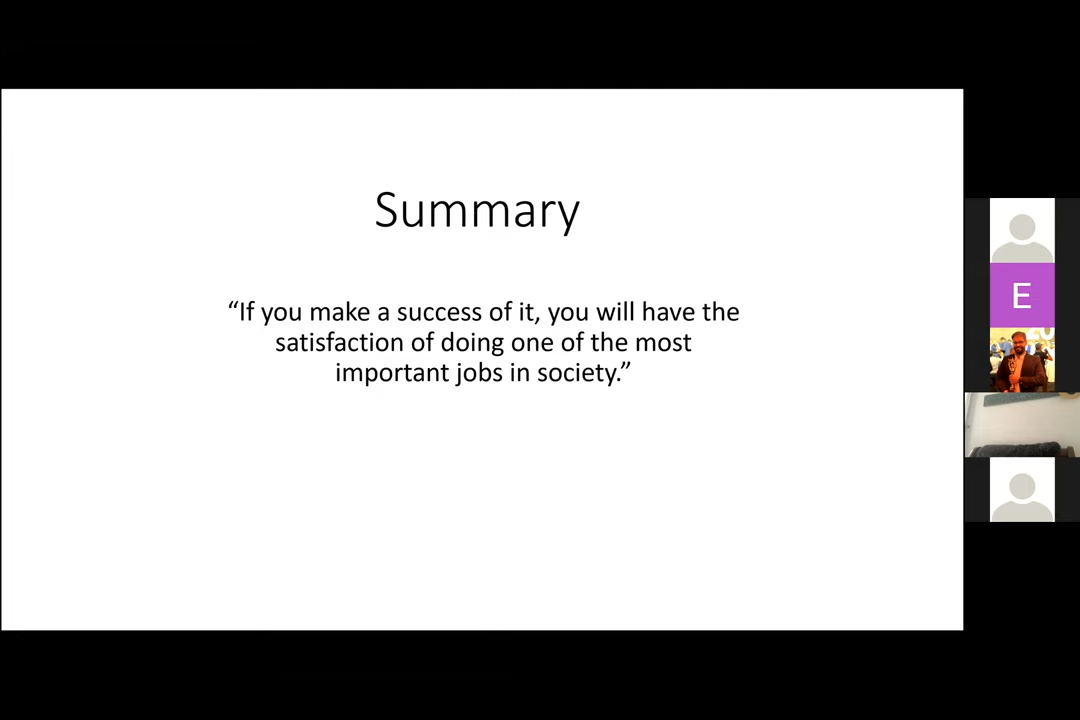 Summary
“If you make a success of it, you will have the
satisfaction of doing one of the most
important jobs in society.”
E